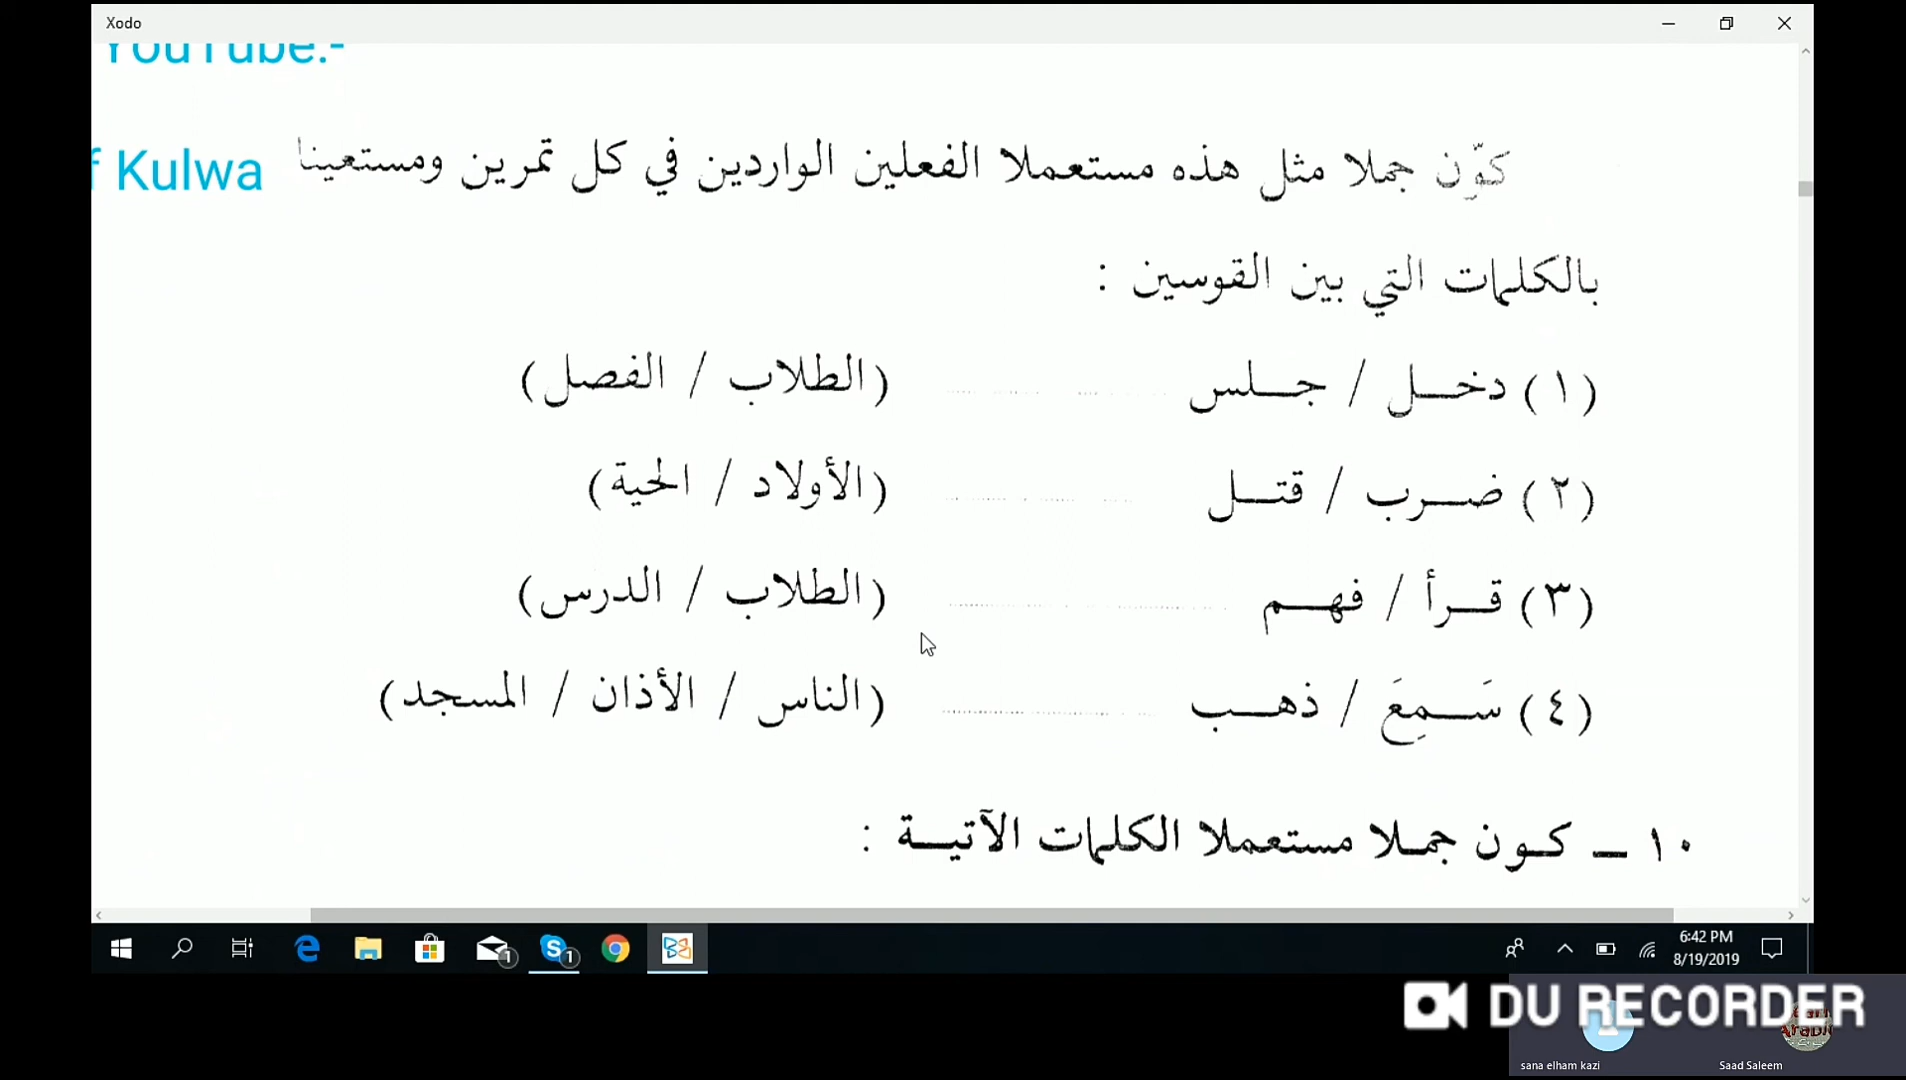 Xodo
YouTube:-
f Kulwa
كوّن جملا مثل هذه مستعملا الفعلين الواردين في كل تمرين ومستعينا
بالكلمات التي بين القوسين :
(١) دخل / جلس ........ (الطلاب / الفصل)
(٢) ضرب / قتل ........ (الأولاد / الحية)
(٣) قرأ / فهم ........ (الطلاب / الدرس)
(٤) سَمِعَ / ذهب ........ (الناس / الأذان / المسجد)
١٠ ـ كون جملا مستعملا الكلمات الآتية :
1
1
6:42 PM
8/19/2019
DU RECORDER
sana elham kazi
Saad Saleem